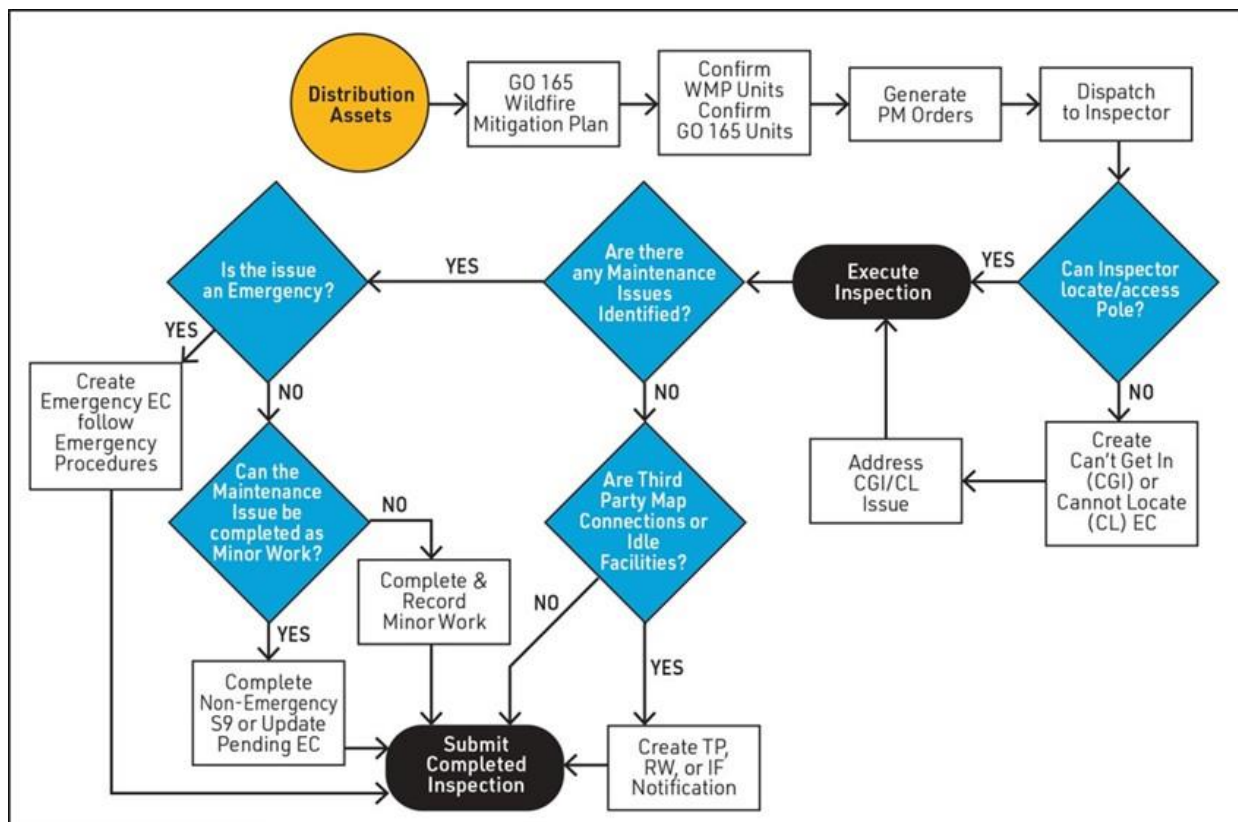 Distribution
Assets
GO 165
Wildfire
Mitigation Plan
Confirm
WMP Units
Confirm
GO 165 Units
Generate
PM Orders
Dispatch
to Inspector
Can Inspector
locate/access
Pole?
YES
NO
Create
Can't Get In
(CGI) or
Cannot Locate
(CL) EC
Address
CGI/CL
Issue
Execute
Inspection
Are there
any Maintenance
Issues
Identified?
YES
NO
Is the issue
an Emergency?
YES
NO
Create
Emergency EC
follow
Emergency
Procedures
Can the
Maintenance
Issue be
completed as
Minor Work?
NO
YES
Complete &
Record
Minor Work
Complete
Non-Emergency
S9 or Update
Pending EC
Are Third
Party Map
Connections or
Idle
Facilities?
NO
YES
Create TP,
RW, or IF
Notification
Submit
Completed
Inspection